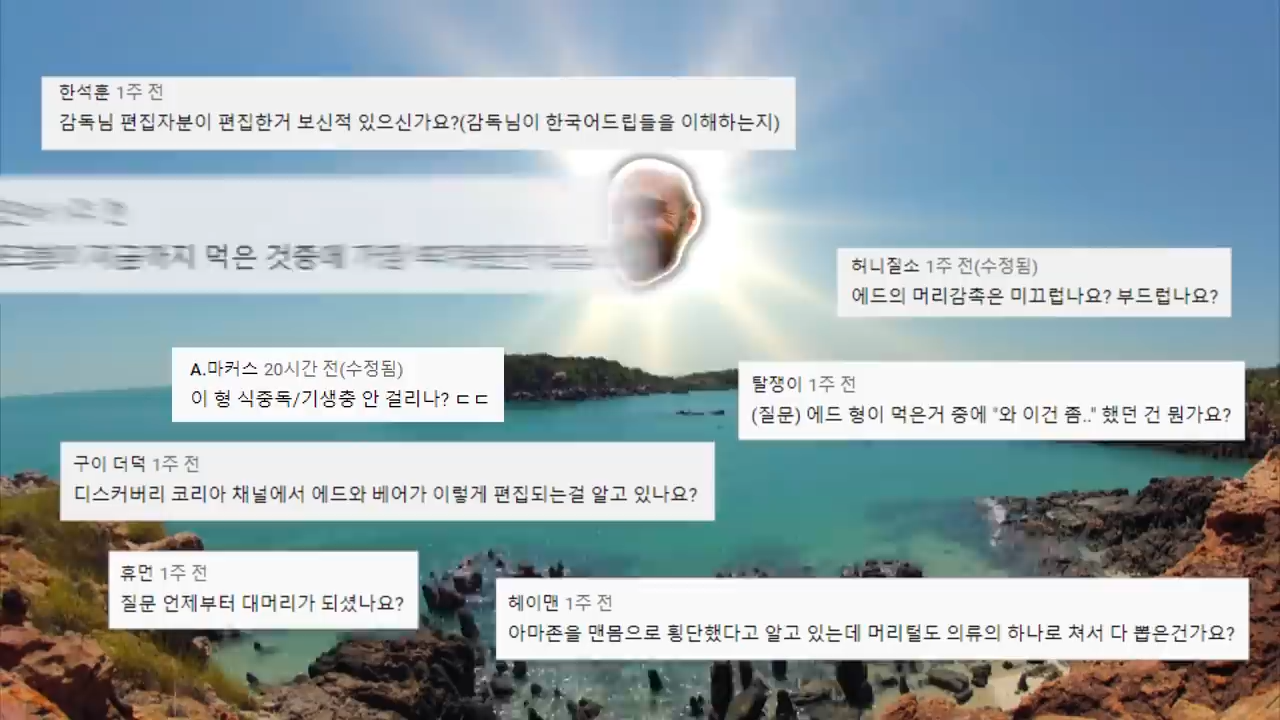 한석훈 1주 전
감독님 편집자분이 편집한거 보신적 있으신가요?(감독님이 한국어드립들을 이해하는지)
지금까지 먹은 것중에 가장
허니질소 1주 전(수정됨)
에드의 머리감촉은 미끄럽나요? 부드럽나요?
A.마커스 20시간 전(수정됨)
이 형 식중독/기생충 안 걸리나? ㄷㄷ
탈쟁이 1주 전
(질문) 에드 형이 먹은거 중에 "와 이건 좀.." 했던 건 뭔가요?
구이 더덕 1주 전
디스커버리 코리아 채널에서 에드와 베어가 이렇게 편집되는걸 알고 있나요?
휴먼 1주 전
질문 언제부터 대머리가 되셨나요?
헤이맨 1주 전
아마존을 맨몸으로 횡단했다고 알고 있는데 머리털도 의류의 하나로 쳐서 다 뽑은건가요?